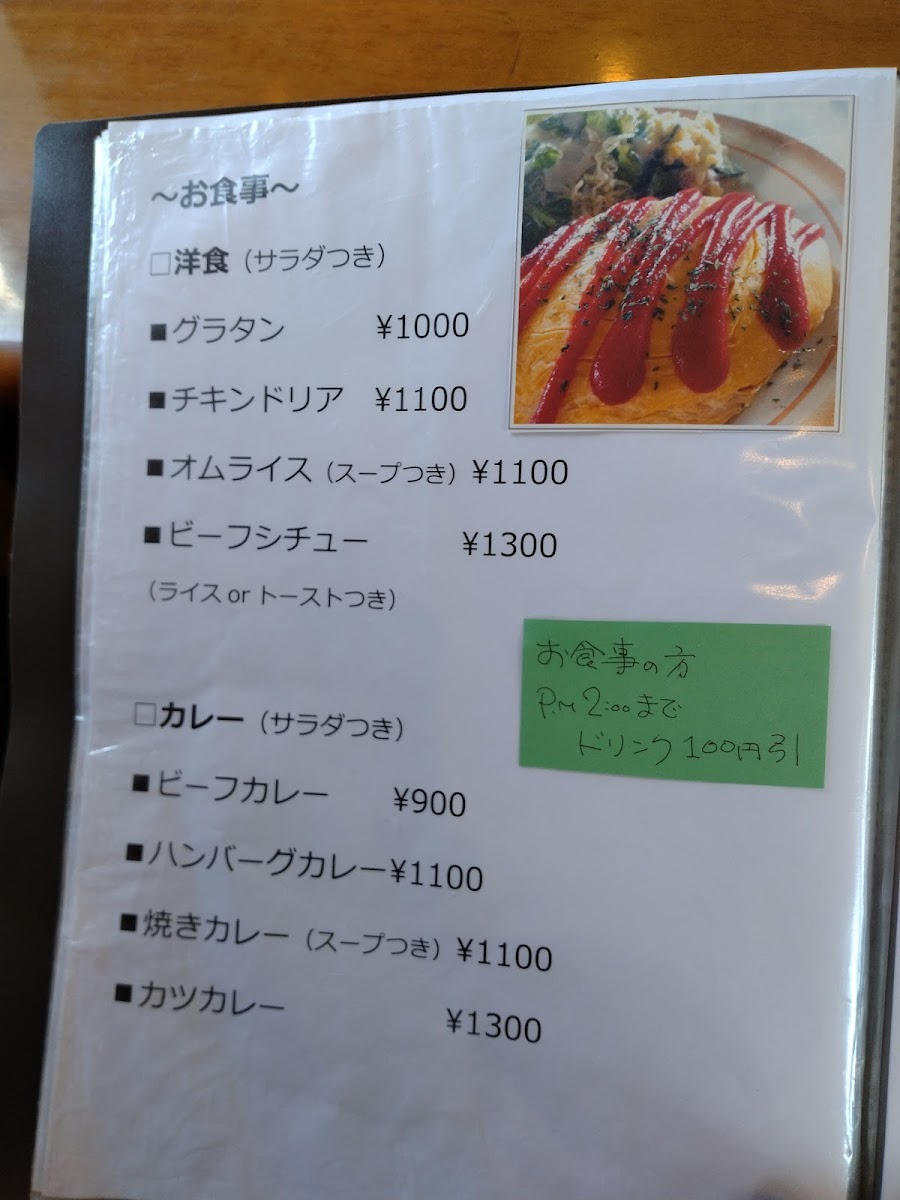 ～お食事～
□洋食（サラダつき）
■グラタン ¥1000
■チキンドリア ¥1100
■オムライス（スープつき）¥1100
■ビーフシチュー ¥1300
（ライスor トーストつき）
お食事の方
P.M 2:00まで
ドリンク100円引
□カレー（サラダつき）
■ビーフカレー ¥900
■ハンバーグカレー¥1100
■焼きカレー（スープつき）¥1100
■カツカレー ¥1300